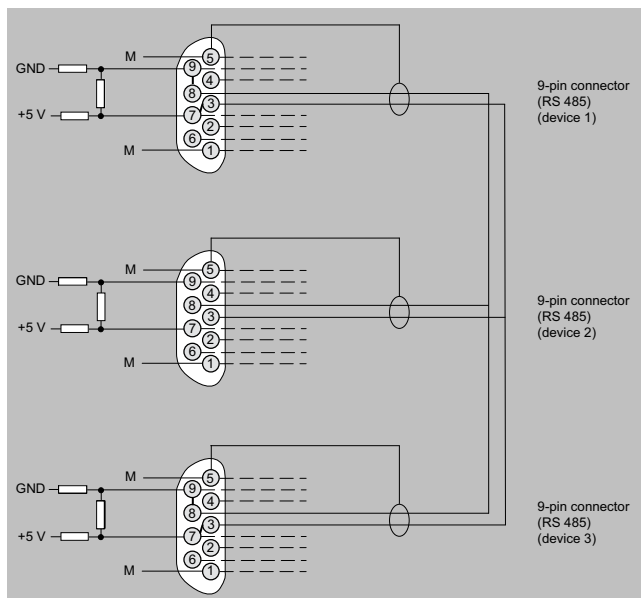 M
5
GND
9
4
8
3
+5 V
7
2
6
M
1
9-pin connector
(RS 485)
(device 1)
M
5
GND
9
4
8
3
+5 V
7
2
6
M
1
9-pin connector
(RS 485)
(device 2)
M
5
GND
9
4
8
3
+5 V
7
2
6
M
1
9-pin connector
(RS 485)
(device 3)